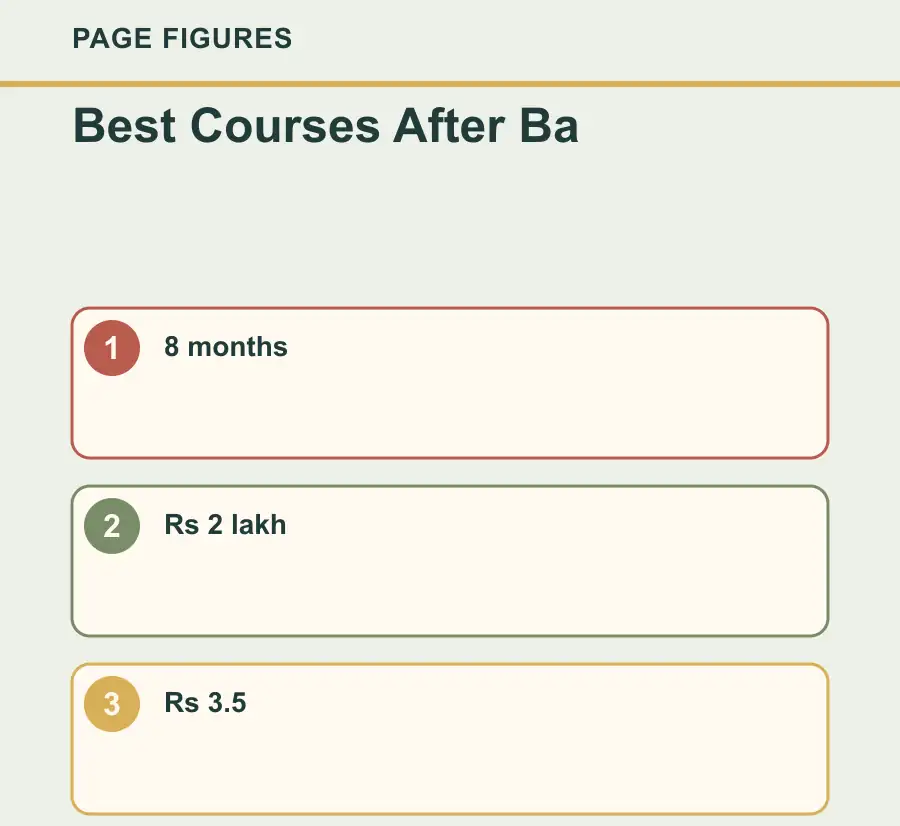 PAGE FIGURES
Best Courses After Ba
1
8 months
2
Rs 2 lakh
3
Rs 3.5